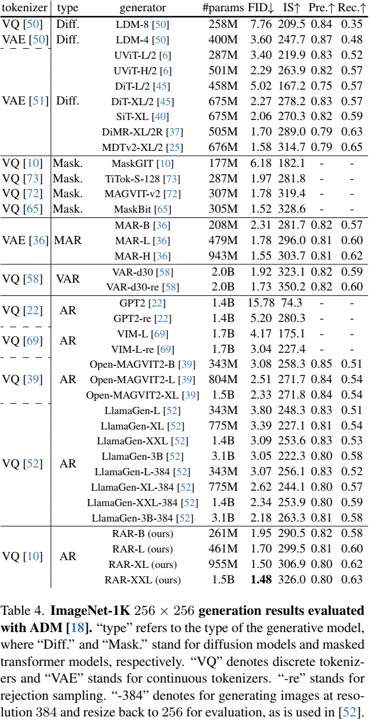 tokenizer type generator #params FID↓ IS↑ Pre.↑ Rec.↑
VQ [50] Diff. LDM-8 [50] 258M 7.76 209.5 0.84 0.35
VAE [50] Diff. LDM-4 [50] 400M 3.60 247.7 0.87 0.48
UViT-L/2 [6] 287M 3.40 219.9 0.83 0.52
UViT-H/2 [6] 501M 2.29 263.9 0.82 0.57
DiT-L/2 [45] 458M 5.02 167.2 0.75 0.57
VAE [51] Diff. DiT-XL/2 [45] 675M 2.27 278.2 0.83 0.57
SiT-XL [40] 675M 2.06 270.3 0.82 0.59
DiMR-XL/2R [37] 505M 1.70 289.0 0.79 0.63
MDTv2-XL/2 [25] 676M 1.58 314.7 0.79 0.65
VQ [10] Mask. MaskGIT [10] 177M 6.18 182.1 - -
VQ [73] Mask. TiTok-S-128 [73] 287M 1.97 281.8 - -
VQ [72] Mask. MAGVIT-v2 [72] 307M 1.78 319.4 - -
VQ [65] Mask. MaskBit [65] 305M 1.52 328.6 - -
MAR-B [36] 208M 2.31 281.7 0.82 0.57
VAE [36] MAR MAR-L [36] 479M 1.78 296.0 0.81 0.60
MAR-H [36] 943M 1.55 303.7 0.81 0.62
VQ [58] VAR VAR-d30 [58] 2.0B 1.92 323.1 0.82 0.59
VAR-d30-re [58] 2.0B 1.73 350.2 0.82 0.60
VQ [22] AR GPT2 [22] 1.4B 15.78 74.3 - -
GPT2-re [22] 1.4B 5.20 280.3 - -
VQ [69] AR VIM-L [69] 1.7B 4.17 175.1 - -
VIM-L-re [69] 1.7B 3.04 227.4 - -
Open-MAGVIT2-B [39] 343M 3.08 258.3 0.85 0.51
VQ [39] AR Open-MAGVIT2-L [39] 804M 2.51 271.7 0.84 0.54
Open-MAGVIT2-XL [39] 1.5B 2.33 271.8 0.84 0.54
LlamaGen-L [52] 343M 3.80 248.3 0.83 0.51
LlamaGen-XL [52] 775M 3.39 227.1 0.81 0.54
LlamaGen-XXL [52] 1.4B 3.09 253.6 0.83 0.53
LlamaGen-3B [52] 3.1B 3.05 222.3 0.80 0.58
VQ [52] AR LlamaGen-L-384 [52] 343M 3.07 256.1 0.83 0.52
LlamaGen-XL-384 [52] 775M 2.62 244.1 0.80 0.57
LlamaGen-XXL-384 [52] 1.4B 2.34 253.9 0.80 0.59
LlamaGen-3B-384 [52] 3.1B 2.18 263.3 0.81 0.58
RAR-B (ours) 261M 1.95 290.5 0.82 0.58
VQ [10] AR RAR-L (ours) 461M 1.70 299.5 0.81 0.60
RAR-XL (ours) 955M 1.50 306.9 0.80 0.62
RAR-XXL (ours) 1.5B 1.48 326.0 0.80 0.63
Table 4. ImageNet-1K 256 × 256 generation results evaluated
with ADM [18]. “type” refers to the type of the generative model,
where “Diff.” and “Mask.” stand for diffusion models and masked
transformer models, respectively. “VQ” denotes discrete tokeniz-
ers and “VAE” stands for continuous tokenizers. “-re” stands for
rejection sampling. “-384” denotes for generating images at reso-
lution 384 and resize back to 256 for evaluation, as is used in [52].